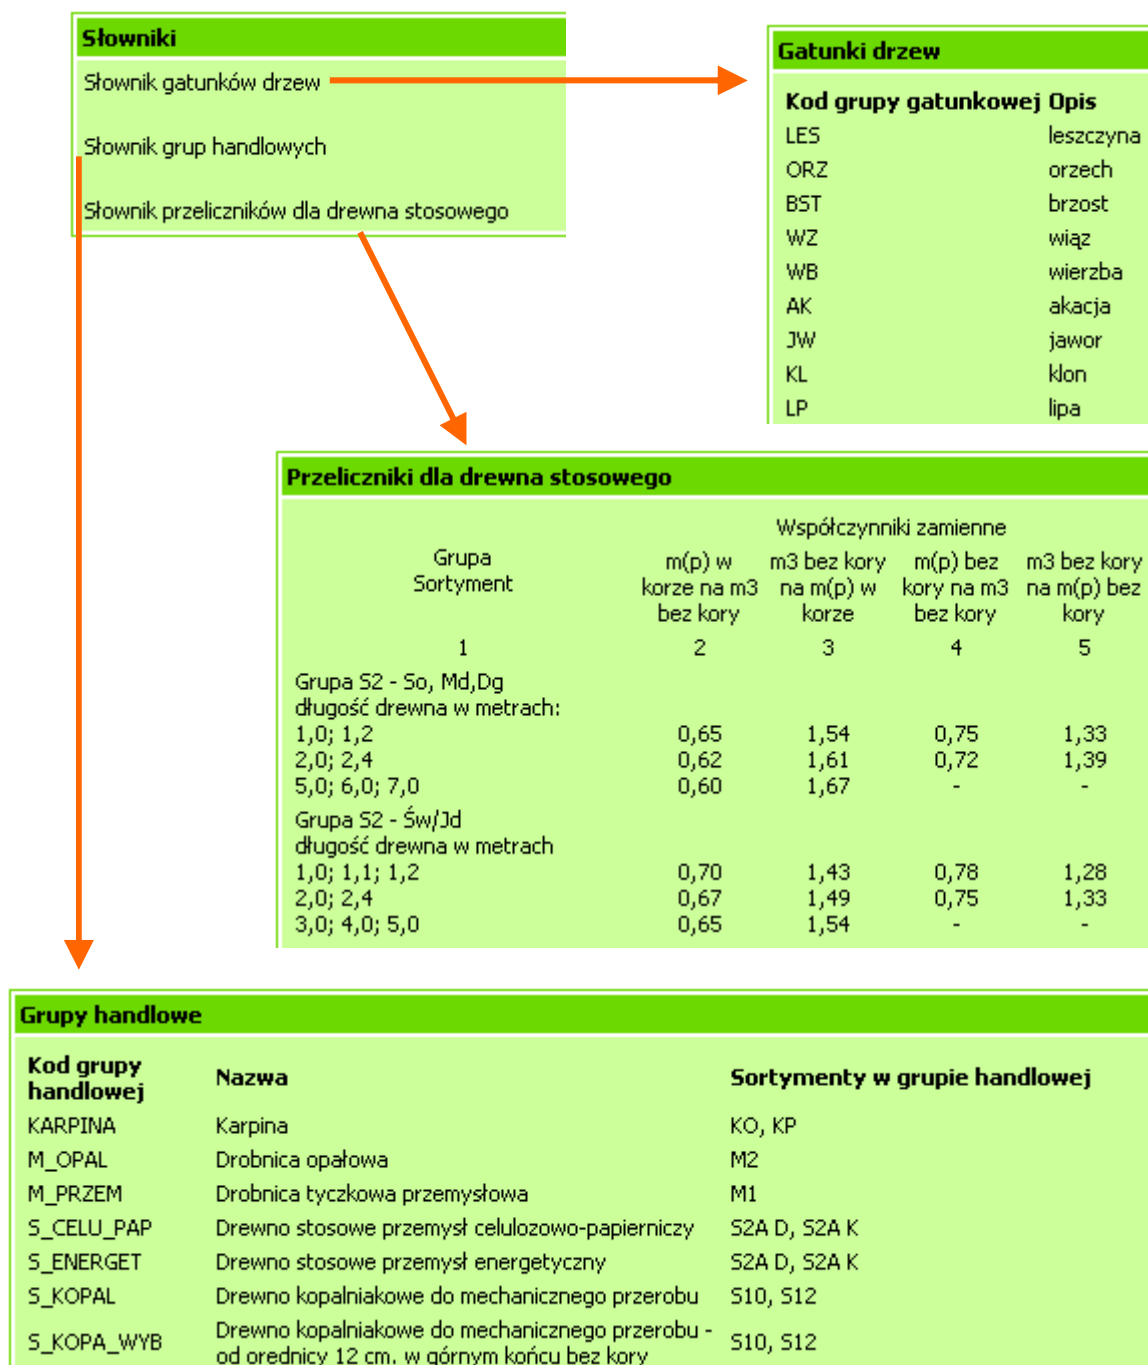 Słowniki
Słownik gatunków drzew
Słownik grup handlowych
Słownik przeliczników dla drewna stosowego
Gatunki drzew
Kod grupy gatunkowej Opis
LES leszczyna
ORZ orzech
BST brzost
WZ wiąz
WB wierzba
AK akacja
JW jawor
KL klon
LP lipa
Przeliczniki dla drewna stosowego
Współczynniki zamienne
Grupa Sortyment
m(p) w korze na m3 bez kory
m3 bez kory na m(p) w korze
m(p) bez kory na m3 bez kory
m3 bez kory na m(p) bez kory
1 2 3 4 5
Grupa S2 - So, Md,Dg
długość drewna w metrach:
1,0; 1,2 0,65 1,54 0,75 1,33
2,0; 2,4 0,62 1,61 0,72 1,39
5,0; 6,0; 7,0 0,60 1,67 - -
Grupa S2 - Św/Jd
długość drewna w metrach
1,0; 1,1; 1,2 0,70 1,43 0,78 1,28
2,0; 2,4 0,67 1,49 0,75 1,33
3,0; 4,0; 5,0 0,65 1,54 - -
Grupy handlowe
Kod grupy handlowej Nazwa Sortymenty w grupie handlowej
KARPINA Karpina KO, KP
M_OPAL Drobnica opałowa M2
M_PRZEM Drobnica tyczkowa przemysłowa M1
S_CELU_PAP Drewno stosowe przemysł celulozowo-papierniczy S2A D, S2A K
S_ENERGET Drewno stosowe przemysł energetyczny S2A D, S2A K
S_KOPAL Drewno kopalniakowe do mechanicznego przerobu S10, S12
S_KOPA_WYB Drewno kopalniakowe do mechanicznego przerobu - od orednicy 12 cm. w górnym końcu bez kory S10, S12